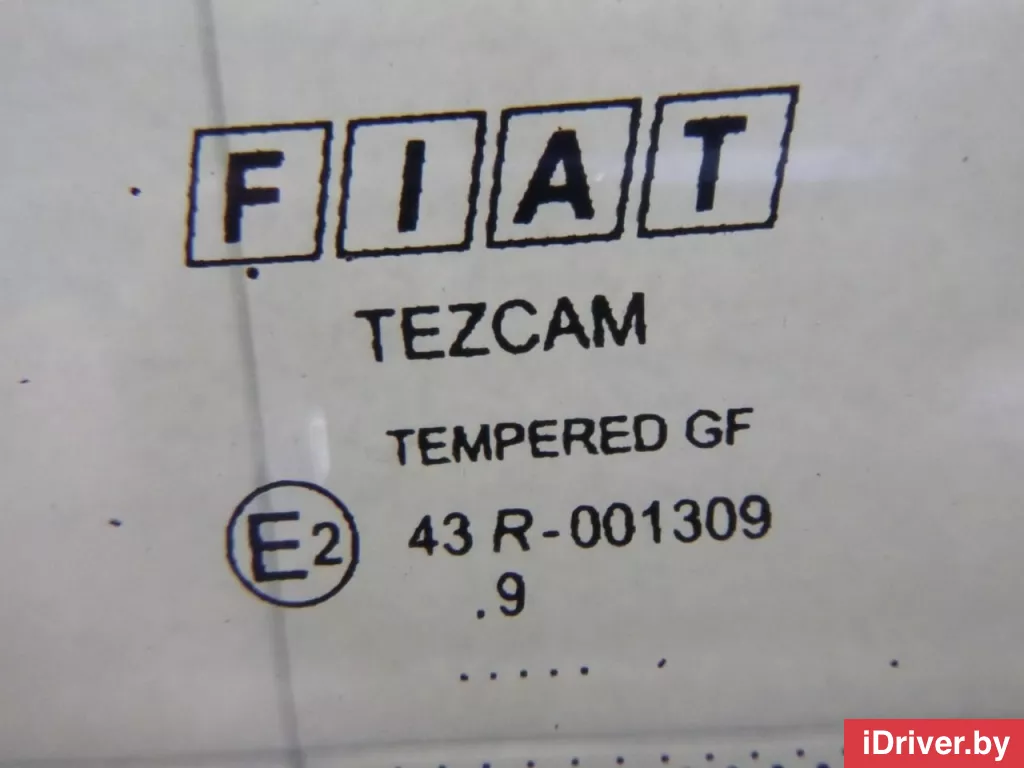 FIAT
TEZCAM
TEMPERED GF
E2 43 R-001309
.9
.....
iDriver.by